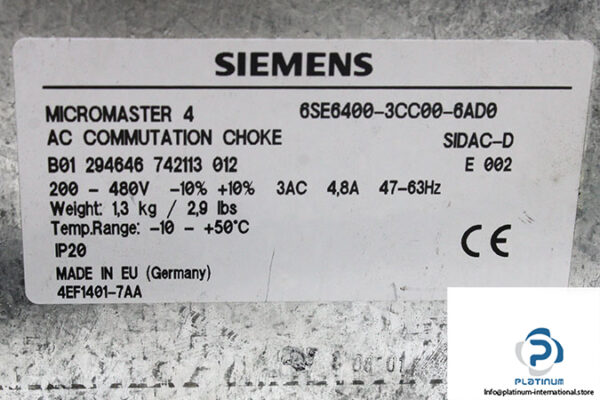 SIEMENS
MICROMASTER 4 6SE6400-3CC00-6AD0
AC COMMUTATION CHOKE SIDAC-D
B01 294646 742113 012 E 002
200 - 480V -10% +10% 3AC 4,8A 47-63Hz
Weight: 1,3 kg / 2,9 lbs
Temp.Range: -10 - +50°C
IP20
CE
MADE IN EU (Germany)
4EF1401-7AA
PLATINUM
Info@platinum-international.store